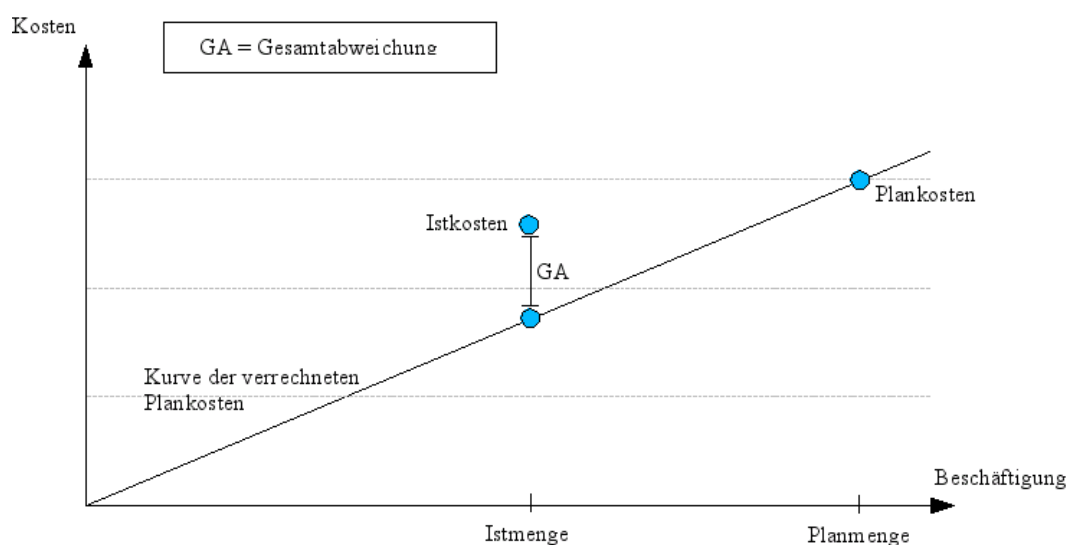 Kosten
GA = Gesamtabweichung
Plankosten
Istkosten
GA
Kurve der verrechneten
Plankosten
Beschäftigung
Istmenge
Planmenge